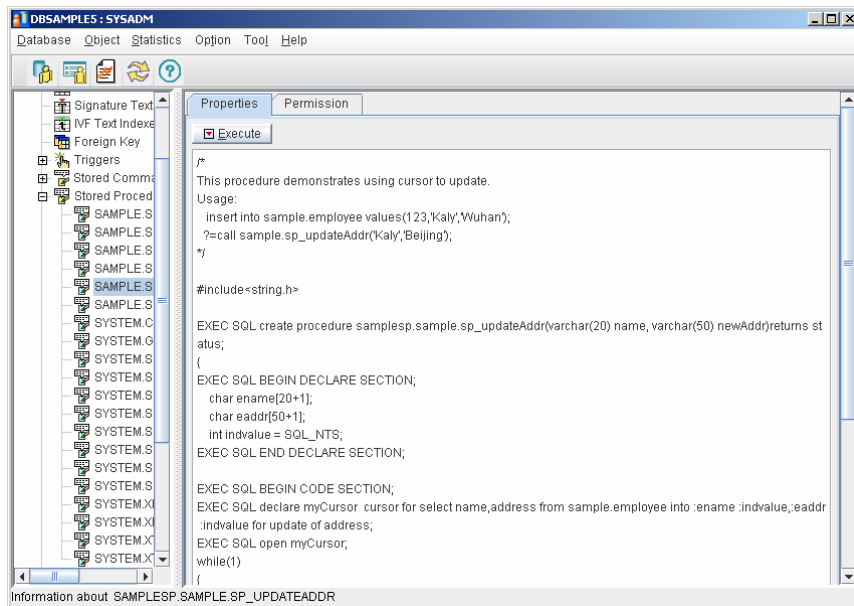 DBSAMPLE5 : SYSADM
Database Object Statistics Option Tool Help
Signature Text
IVF Text Indexe
Foreign Key
Triggers
Stored Comma
Stored Proced
SAMPLE.S
SAMPLE.S
SAMPLE.S
SAMPLE.S
SAMPLE.S
SAMPLE.S
SYSTEM.C
SYSTEM.G
SYSTEM.S
SYSTEM.S
SYSTEM.S
SYSTEM.S
SYSTEM.S
SYSTEM.S
SYSTEM.S
SYSTEM.S
SYSTEM.XI
SYSTEM.XI
SYSTEM.X
SYSTEM.X
Properties Permission
Execute
/*
This procedure demonstrates using cursor to update.
Usage:
insert into sample.employee values(123,'Kaly','Wuhan');
?=call sample.sp_updateAddr('Kaly','Beijing');
*/
#include<string.h>
EXEC SQL create procedure samplesp.sample.sp_updateAddr(varchar(20) name, varchar(50) newAddr)returns st
atus;
{
EXEC SQL BEGIN DECLARE SECTION;
char ename[20+1];
char eaddr[50+1];
int indvalue = SQL_NTS;
EXEC SQL END DECLARE SECTION;
EXEC SQL BEGIN CODE SECTION;
EXEC SQL declare myCursor cursor for select name,address from sample.employee into :ename :indvalue,:eaddr
:indvalue for update of address;
EXEC SQL open myCursor;
while(1)
{
Information about SAMPLESP.SAMPLE.SP_UPDATEADDR